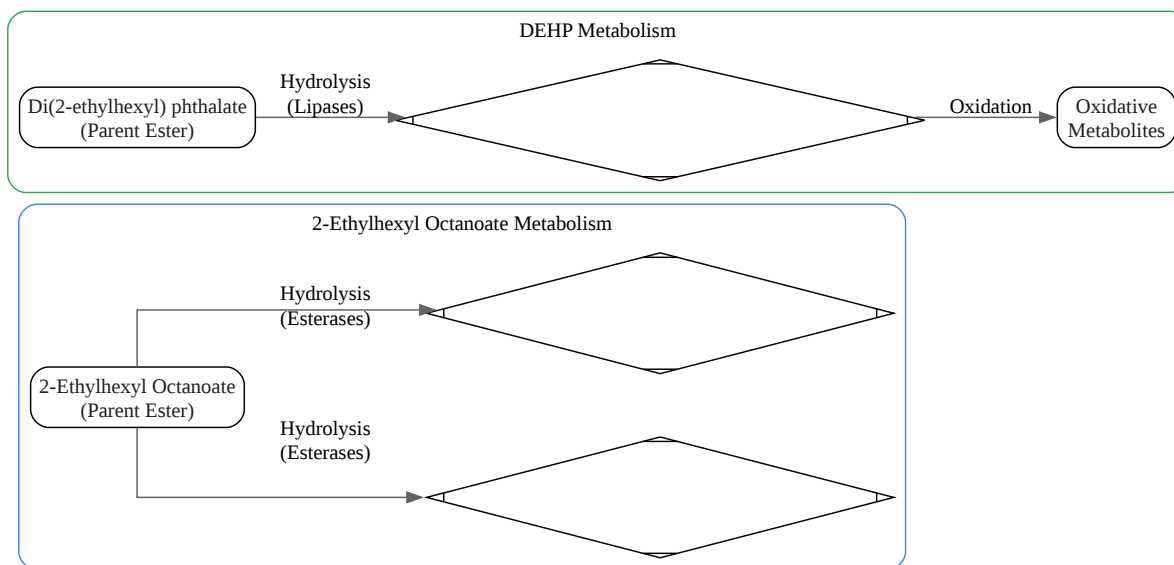 DEHP Metabolism
Di(2-ethylhexyl) phthalate
(Parent Ester)
Hydrolysis
(Lipases)
Oxidation
Oxidative
Metabolites
2-Ethylhexyl Octanoate Metabolism
Hydrolysis
(Esterases)
2-Ethylhexyl Octanoate
(Parent Ester)
Hydrolysis
(Esterases)